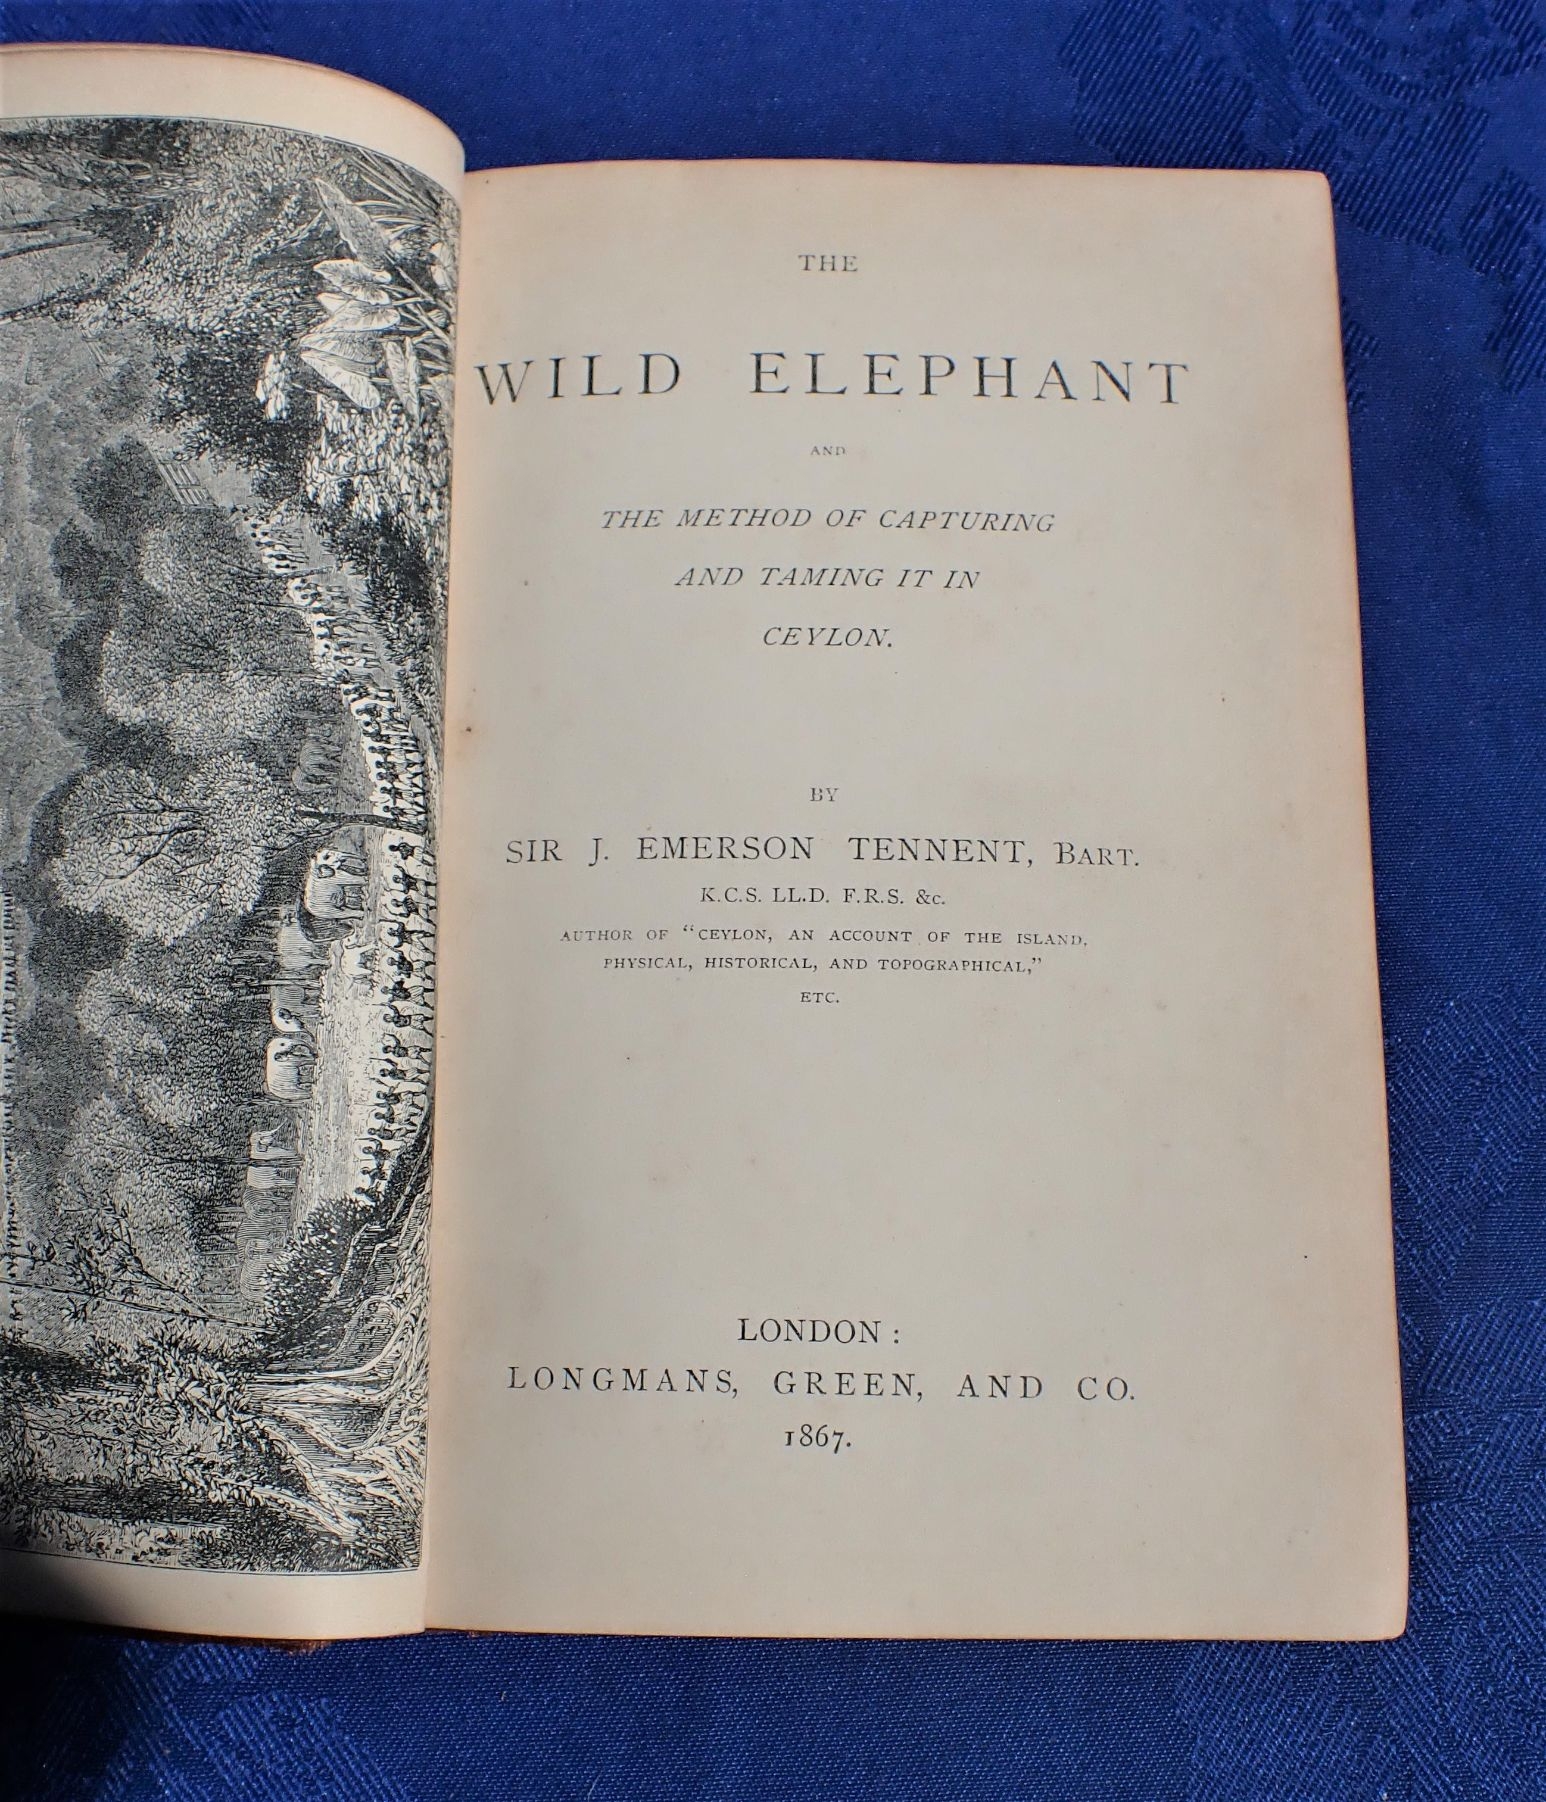 THE
WILD ELEPHANT
AND
THE METHOD OF CAPTURING
AND TAMING IT IN
CEYLON.
BY
SIR J. EMERSON TENNENT, BART.
K.C.S. LL.D. F.R.S. &c.
AUTHOR OF "CEYLON, AN ACCOUNT OF THE ISLAND,
PHYSICAL, HISTORICAL, AND TOPOGRAPHICAL,"
ETC.
LONDON:
LONGMANS, GREEN, AND CO.
1867.